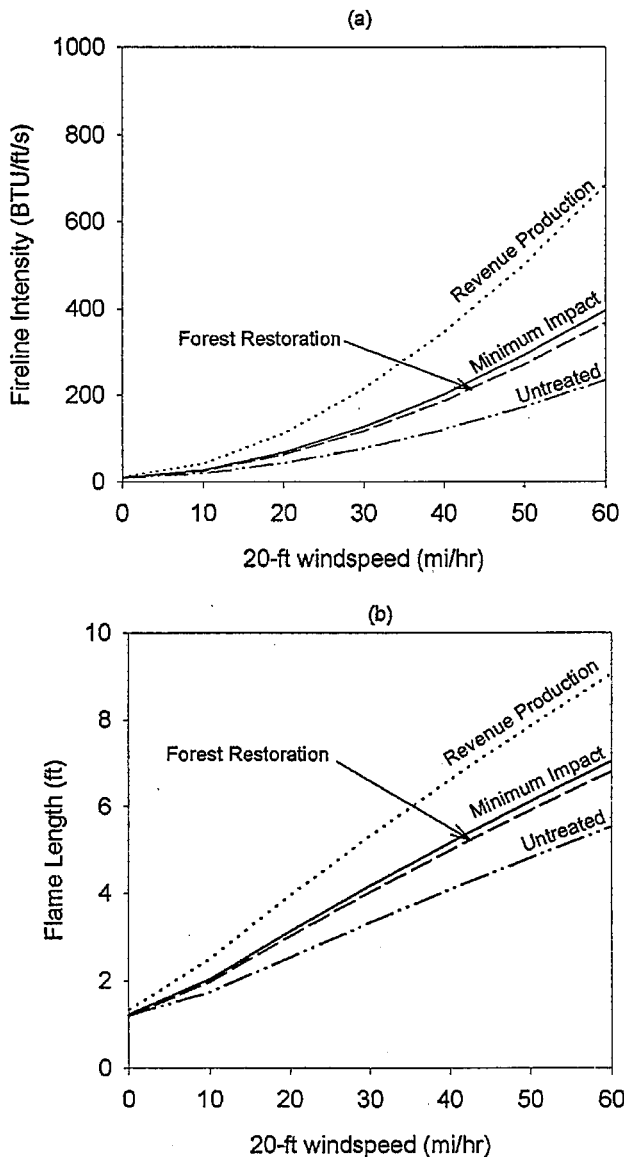 (a)
1000
800
600
400
200
0
Fireline Intensity (BTU/ft/s)
Revenue Production
Forest Restoration
Minimum Impact
Untreated
0 10 20 30 40 50 60
20-ft windspeed (mi/hr)
(b)
10
8
6
4
2
0
Flame Length (ft)
Revenue Production
Forest Restoration
Minimum Impact
Untreated
0 10 20 30 40 50 60
20-ft windspeed (mi/hr)